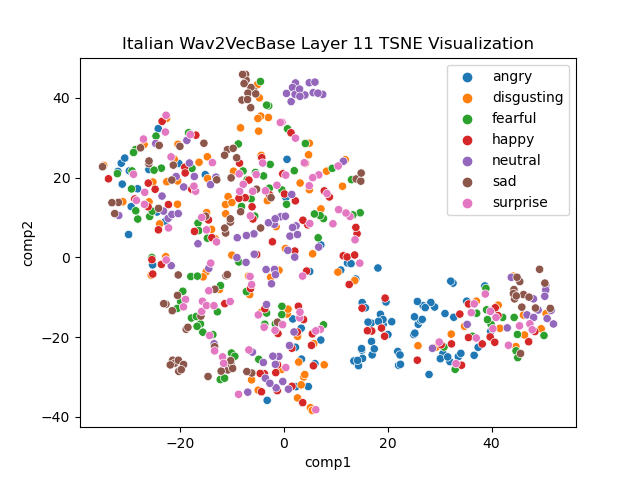 Italian Wav2VecBase Layer 11 TSNE Visualization
angry
disgusting
fearful
happy
neutral
sad
surprise
40
20
0
−20
−40
comp2
−20
0
20
40
comp1